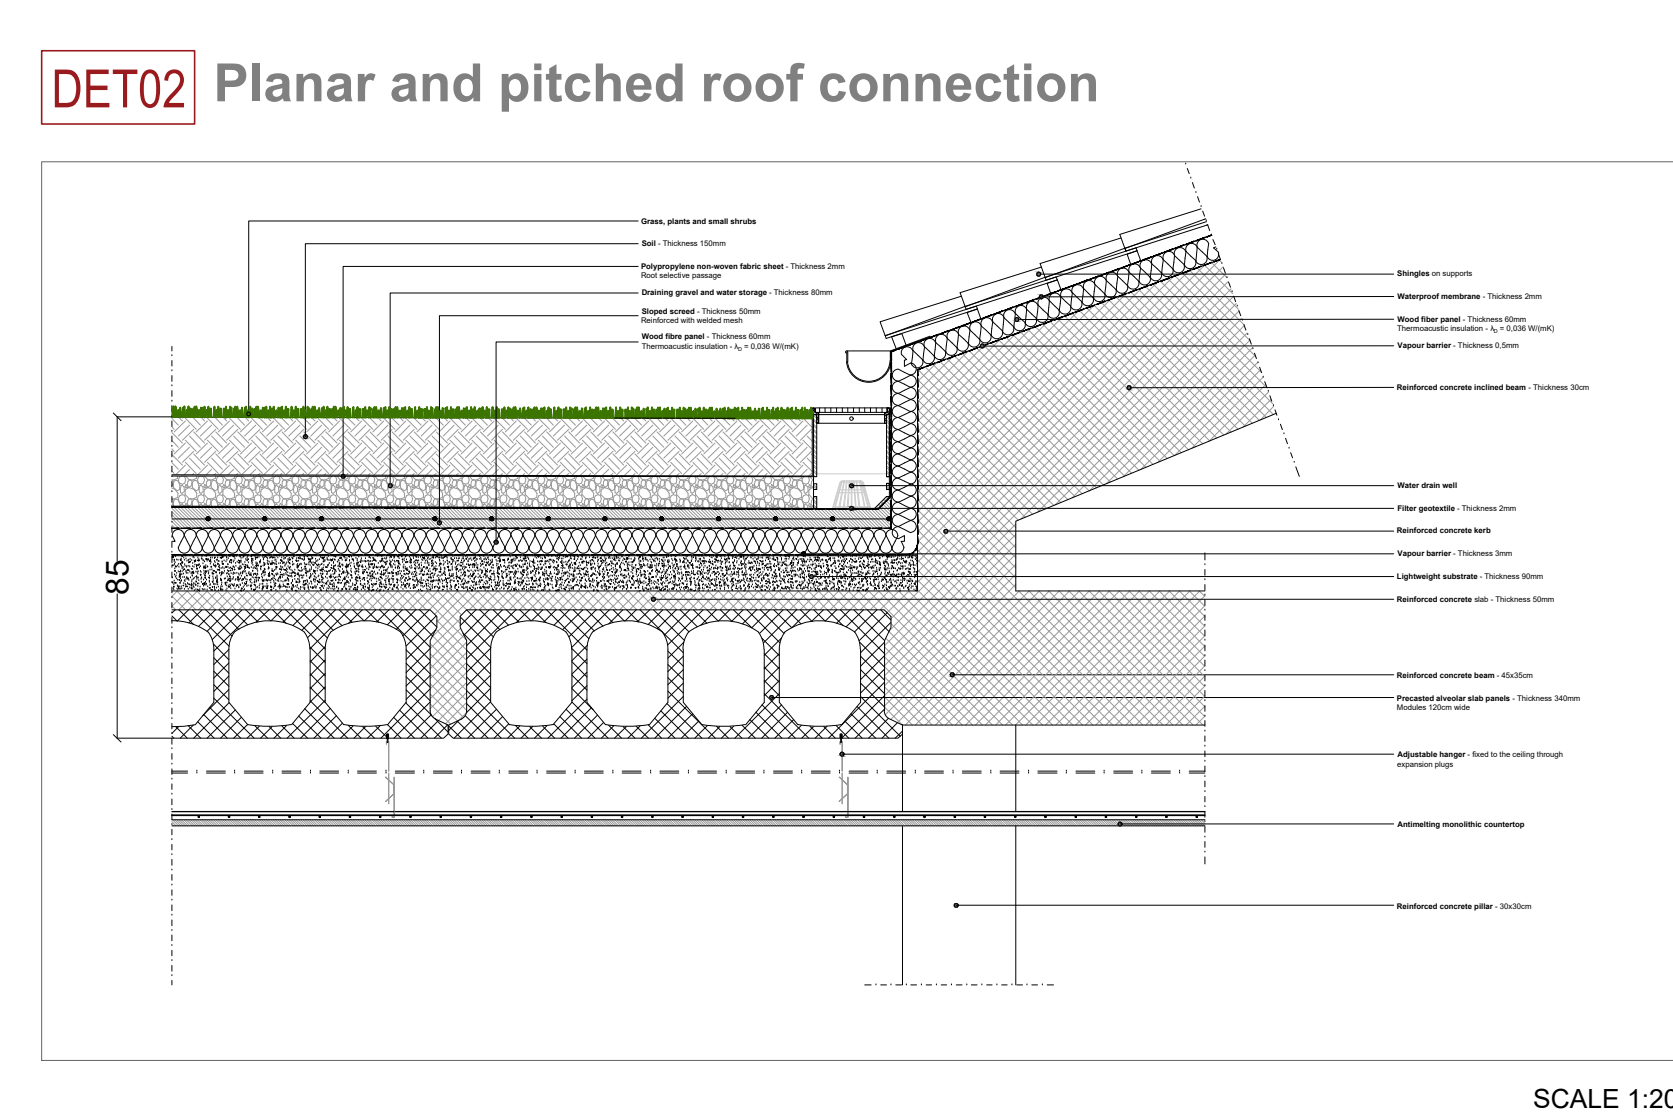 DET02 Planar and pitched roof connection
Grass, plants and small shrubs
Soil - Thickness 150mm
Polypropylene non-woven fabric sheet - Thickness 2mm
Root selective passage
Draining gravel and water storage - Thickness 80mm
Sloped screed - Thickness 50mm
Reinforced with welded mesh
Wood fibre panel - Thickness 60mm
Thermoacustic insulation - λD = 0,036 W/(mK)
85
Shingles on supports
Waterproof membrane - Thickness 2mm
Wood fiber panel - Thickness 60mm
Thermoacustic insulation - λD = 0,036 W/(mK)
Vapour barrier - Thickness 0,5mm
Reinforced concrete inclined beam - Thickness 30cm
Water drain well
Filter geotextile - Thickness 2mm
Reinforced concrete kerb
Vapour barrier - Thickness 3mm
Lightweight substrate - Thickness 90mm
Reinforced concrete slab - Thickness 50mm
Reinforced concrete beam - 45x35cm
Precasted alveolar slab panels - Thickness 340mm
Modules 120cm wide
Adjustable hanger - fixed to the ceiling through
expansion plugs
Antimelting monolithic countertop
Reinforced concrete pillar - 30x30cm
SCALE 1:20